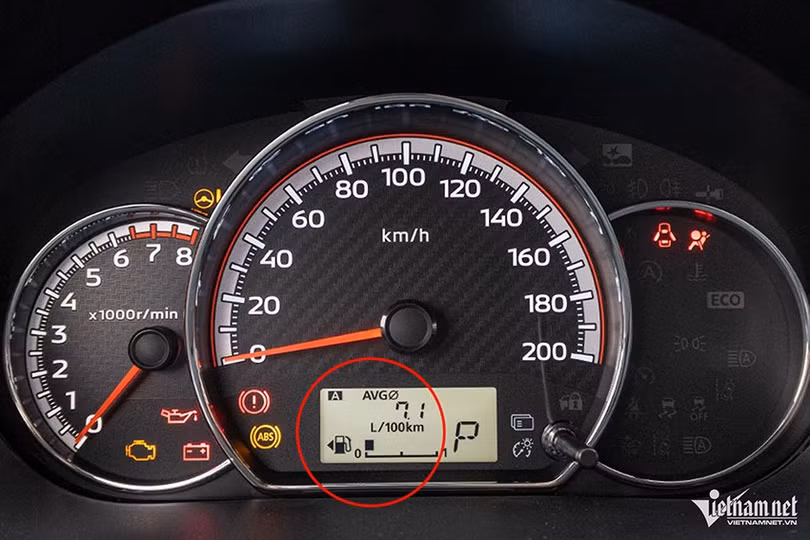 100
80 120
60 140
km/h
40 160
20 180
0 200
8
7
6
5
4
3
2
1
0
x1000r/min
ABS
A AVGØ
7.1
L/100km
0 1
P
ECO
A
OFF
Vietnamnet
VIETNAMNET.VN